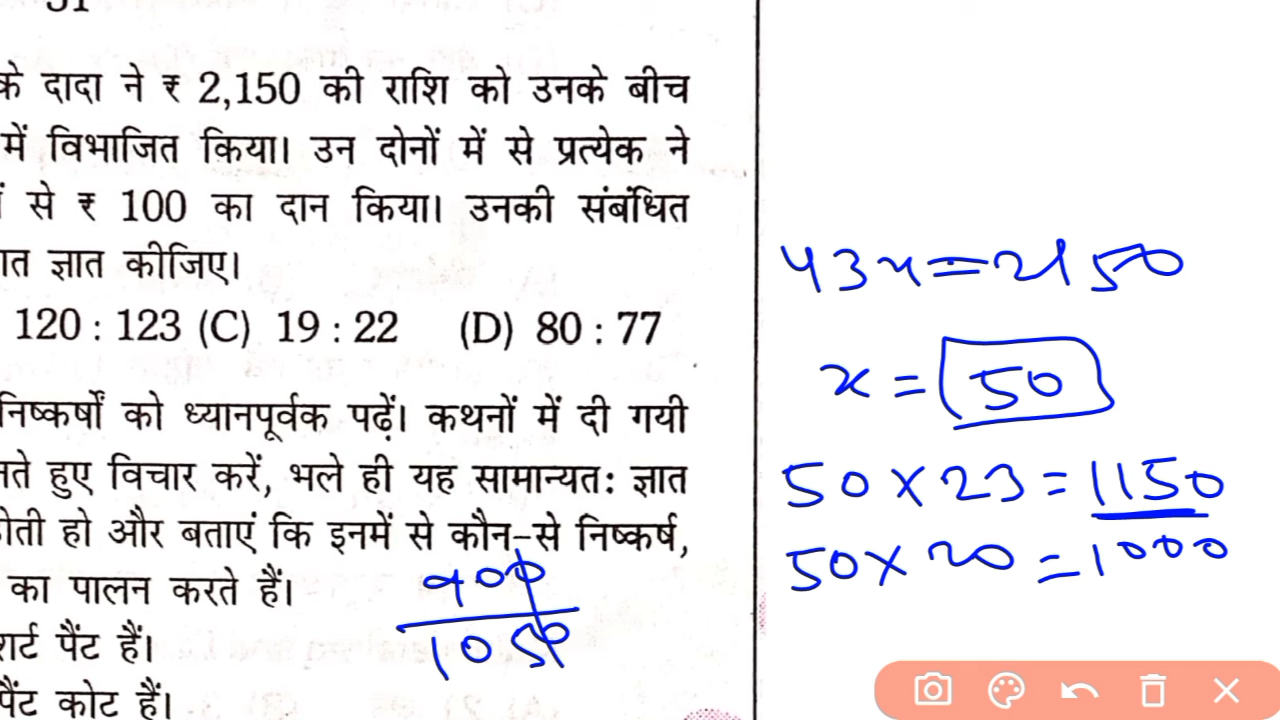 के दादा ने ₹ 2,150 की राशि को उनके बीच
में विभाजित किया। उन दोनों में से प्रत्येक ने
से ₹ 100 का दान किया। उनकी संबंधित
ात ज्ञात कीजिए।
120 : 123 (C) 19 : 22 (D) 80 : 77
निष्कर्षों को ध्यानपूर्वक पढ़ें। कथनों में दी गयी
नते हुए विचार करें, भले ही यह सामान्यतः ज्ञात
होती हो और बताएं कि इनमें से कौन-से निष्कर्ष,
का पालन करते हैं।
शर्ट पैंट हैं।
पैंट कोट हैं।
900
1050
43x=2150
x = 50
50 × 23 = 1150
50 × 20 = 1000